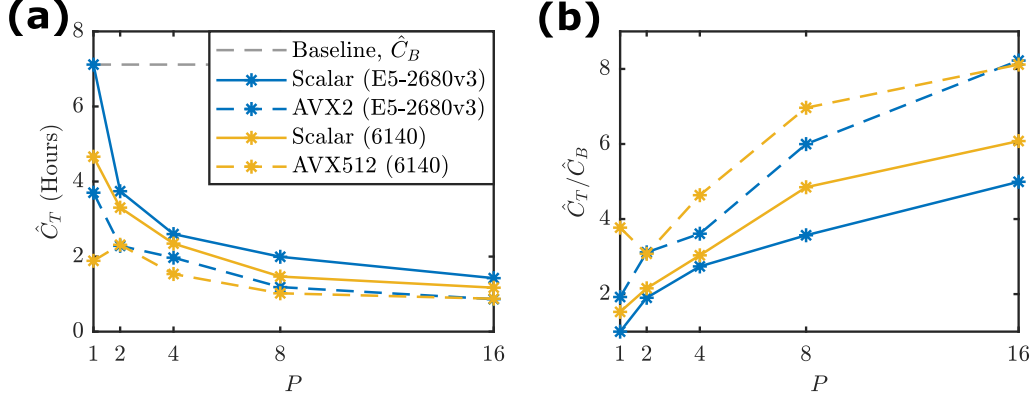 (a)
Ĉ_T (Hours)
8
6
4
2
0
1 2 4 8 16
P
Baseline, Ĉ_B
Scalar (E5-2680v3)
AVX2 (E5-2680v3)
Scalar (6140)
AVX512 (6140)
(b)
Ĉ_T/Ĉ_B
8
6
4
2
1 2 4 8 16
P